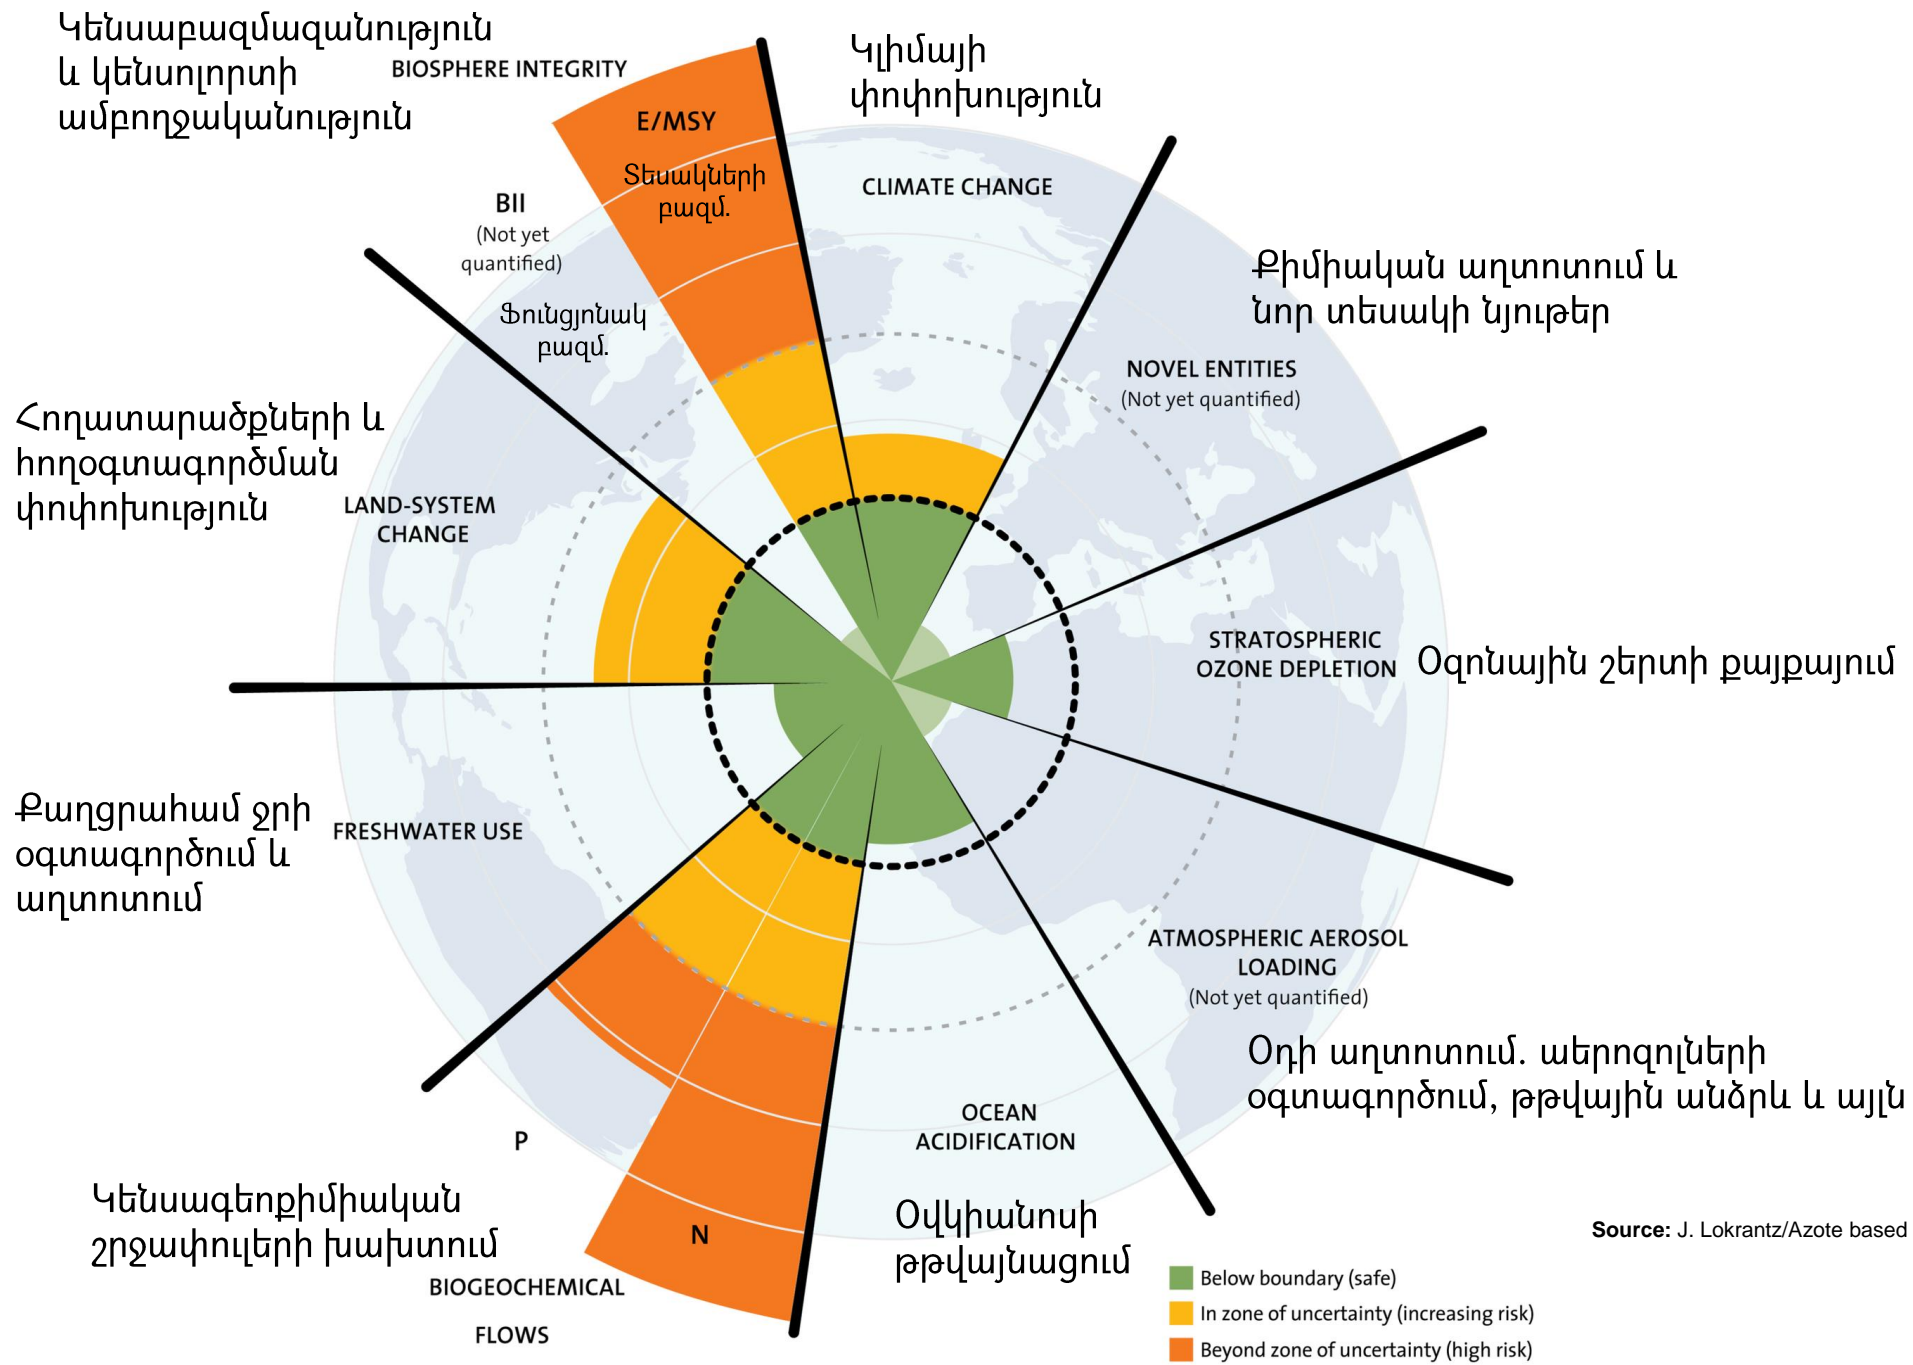 Կենսաբազմազանություն
և կենսոլորտի
ամբողջականություն
BIOSPHERE INTEGRITY
E/MSY
Տեսակների
բազմ.
BII
(Not yet
quantified)
Ֆունցյոնակ
բազմ.
Կլիմայի
փոփոխություն
CLIMATE CHANGE
Քիմիական աղտոտում և
նոր տեսակի նյութեր
NOVEL ENTITIES
(Not yet quantified)
Հողատարածքների և
հողօգտագործման
փոփոխություն
LAND-SYSTEM
CHANGE
STRATOSPHERIC
OZONE DEPLETION
Օզոնային շերտի քայքայում
Քաղցրահամ ջրի
օգտագործում և
աղտոտում
FRESHWATER USE
ATMOSPHERIC AEROSOL
LOADING
(Not yet quantified)
Օդի աղտոտում. աերոզոլների
օգտագործում, թթվային անձրև և այլն
P
N
Կենսագեոքիմիական
շրջափուլերի խախտում
BIOGEOCHEMICAL
FLOWS
OCEAN
ACIDIFICATION
Օվկիանոսի
թթվայնացում
Source: J. Lokrantz/Azote based
Below boundary (safe)
In zone of uncertainty (increasing risk)
Beyond zone of uncertainty (high risk)